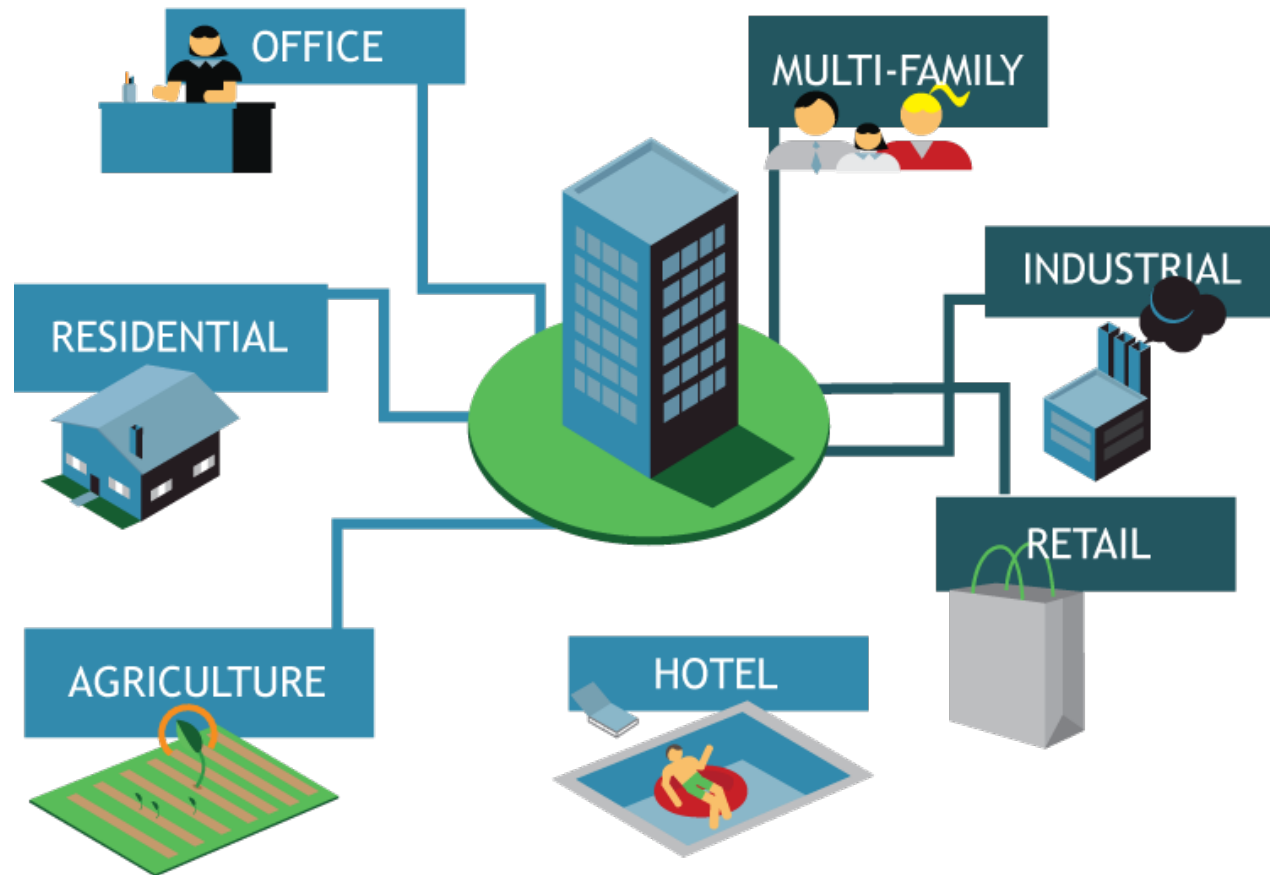 OFFICE
MULTI-FAMILY
INDUSTRIAL
RESIDENTIAL
RETAIL
AGRICULTURE
HOTEL